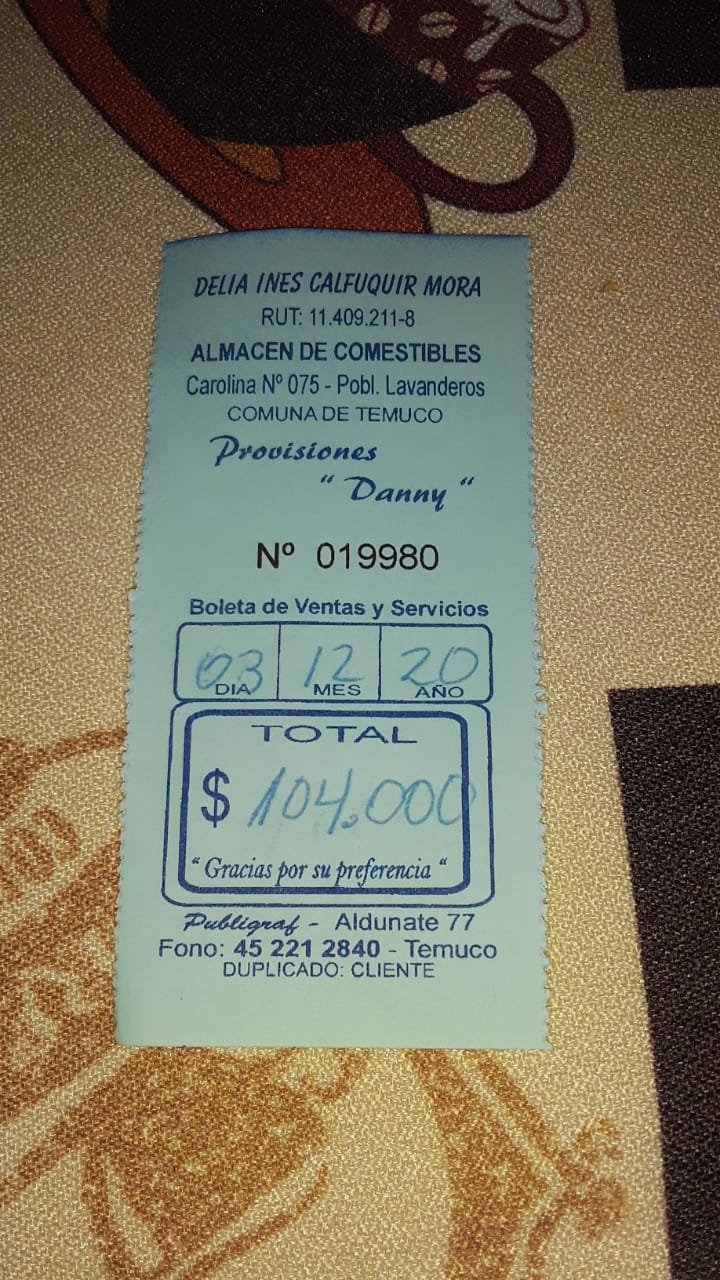 DELIA INES CALFUQUIR MORA
RUT: 11.409.211-8
ALMACEN DE COMESTIBLES
Carolina Nº 075 - Pobl. Lavanderos
COMUNA DE TEMUCO
Provisiones
" Danny "
Nº 019980
Boleta de Ventas y Servicios
03 12 20
DIA MES AÑO
TOTAL
$ 104.000
" Gracias por su preferencia "
Publigraf - Aldunate 77
Fono: 45 221 2840 - Temuco
DUPLICADO: CLIENTE